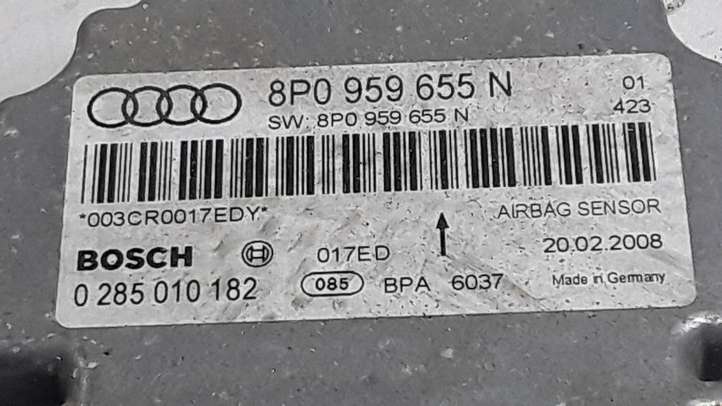 8P0 959 655 N 01
SW: 8P0 959 655 N 423
*003CR0017EDY* AIRBAG SENSOR
BOSCH 017ED 20.02.2008
0 285 010 182 085 BPA 6037 Made in Germany